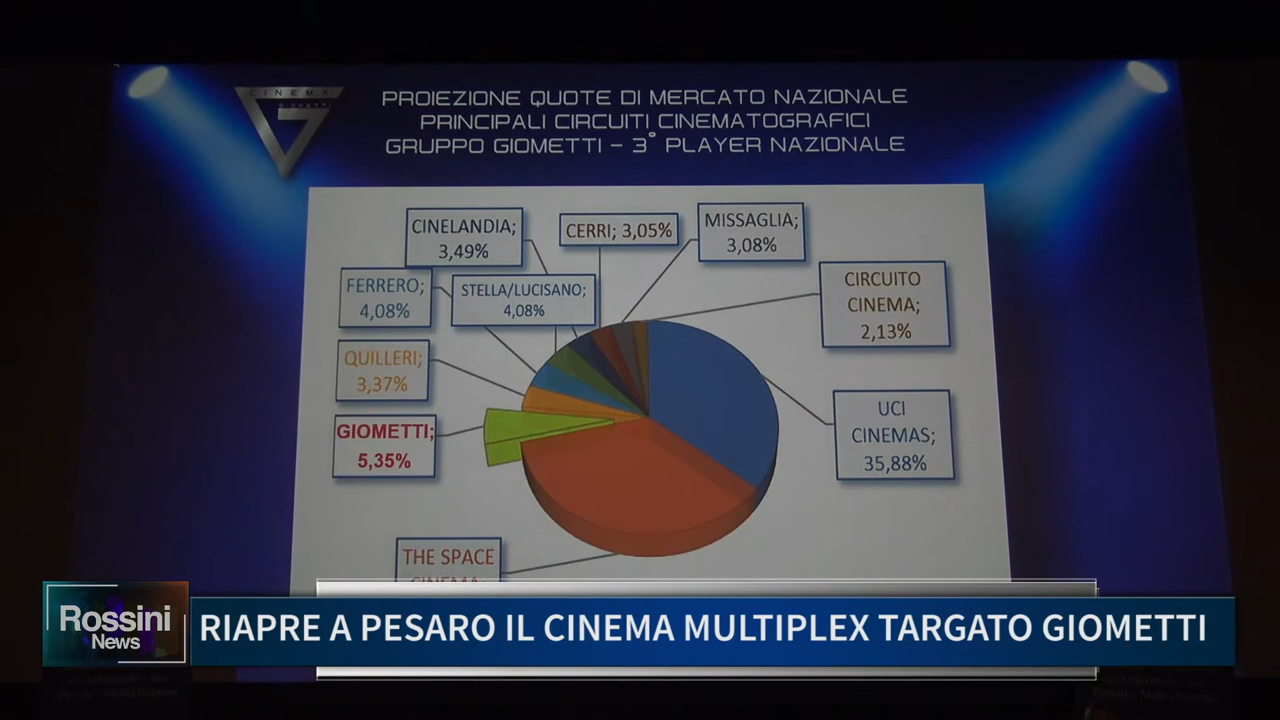 CINEMA
GIOMETTI
PROIEZIONE QUOTE DI MERCATO NAZIONALE
PRINCIPALI CIRCUITI CINEMATOGRAFICI
GRUPPO GIOMETTI – 3° PLAYER NAZIONALE
CINELANDIA;
3,49%
CERRI; 3,05%
MISSAGLIA;
3,08%
FERRERO;
4,08%
STELLA/LUCISANO;
4,08%
CIRCUITO
CINEMA;
2,13%
QUILLERI;
3,37%
GIOMETTI;
5,35%
UCI
CINEMAS;
35,88%
THE SPACE
CINEMA;
Rossini
News
RIAPRE A PESARO IL CINEMA MULTIPLEX TARGATO GIOMETTI